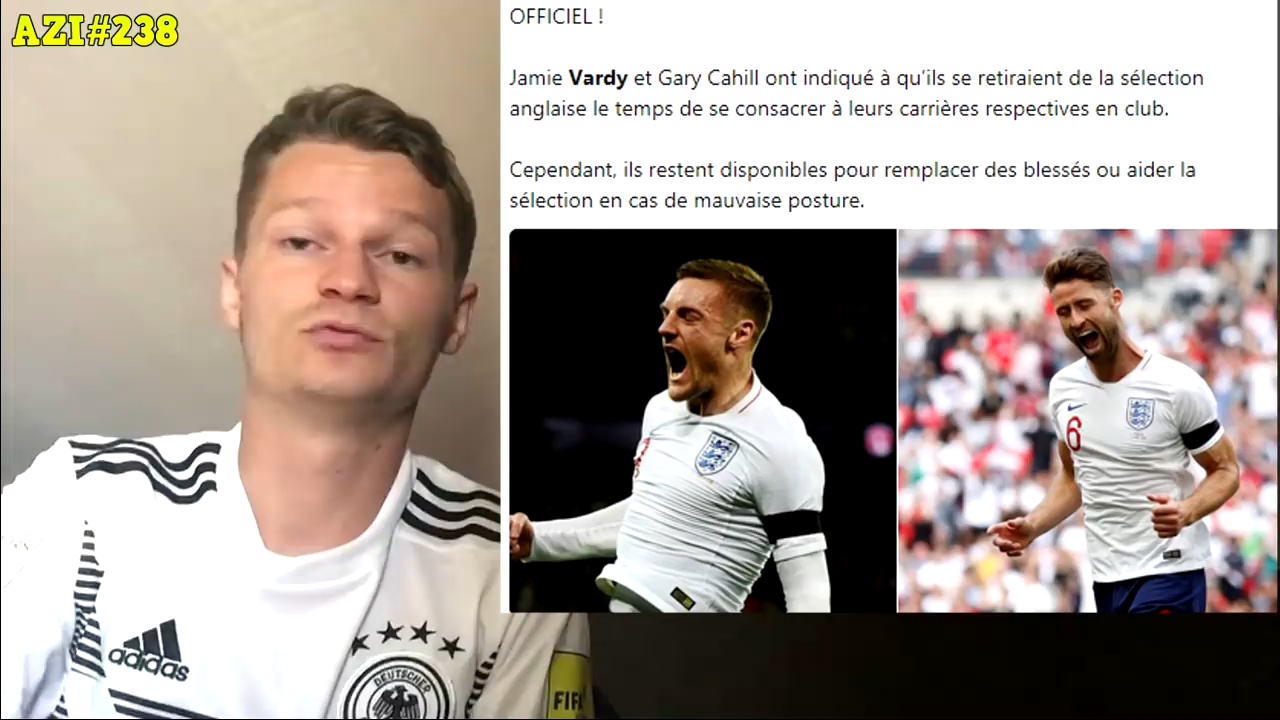 AZI#238
OFFICIEL !
Jamie Vardy et Gary Cahill ont indiqué à qu'ils se retiraient de la sélection
anglaise le temps de se consacrer à leurs carrières respectives en club.
Cependant, ils restent disponibles pour remplacer des blessés ou aider la
sélection en cas de mauvaise posture.
6
adidas
DEUTSCHER
FIFA